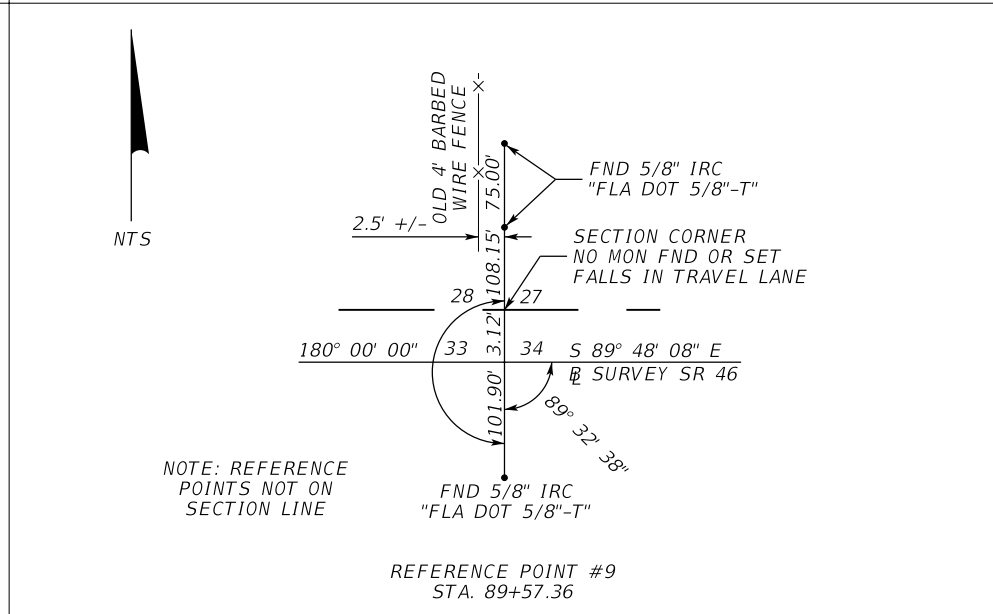 OLD 4' BARBED
WIRE FENCE
75.00'
FND 5/8" IRC
"FLA DOT 5/8"-T"
NTS
2.5' +/-
108.15'
SECTION CORNER
NO MON FND OR SET
FALLS IN TRAVEL LANE
28
27
3.12'
180° 00' 00"
33
34
S 89° 48' 08" E
BL SURVEY SR 46
101.90'
89° 32' 38"
NOTE: REFERENCE
POINTS NOT ON
SECTION LINE
FND 5/8" IRC
"FLA DOT 5/8"-T"
REFERENCE POINT #9
STA. 89+57.36